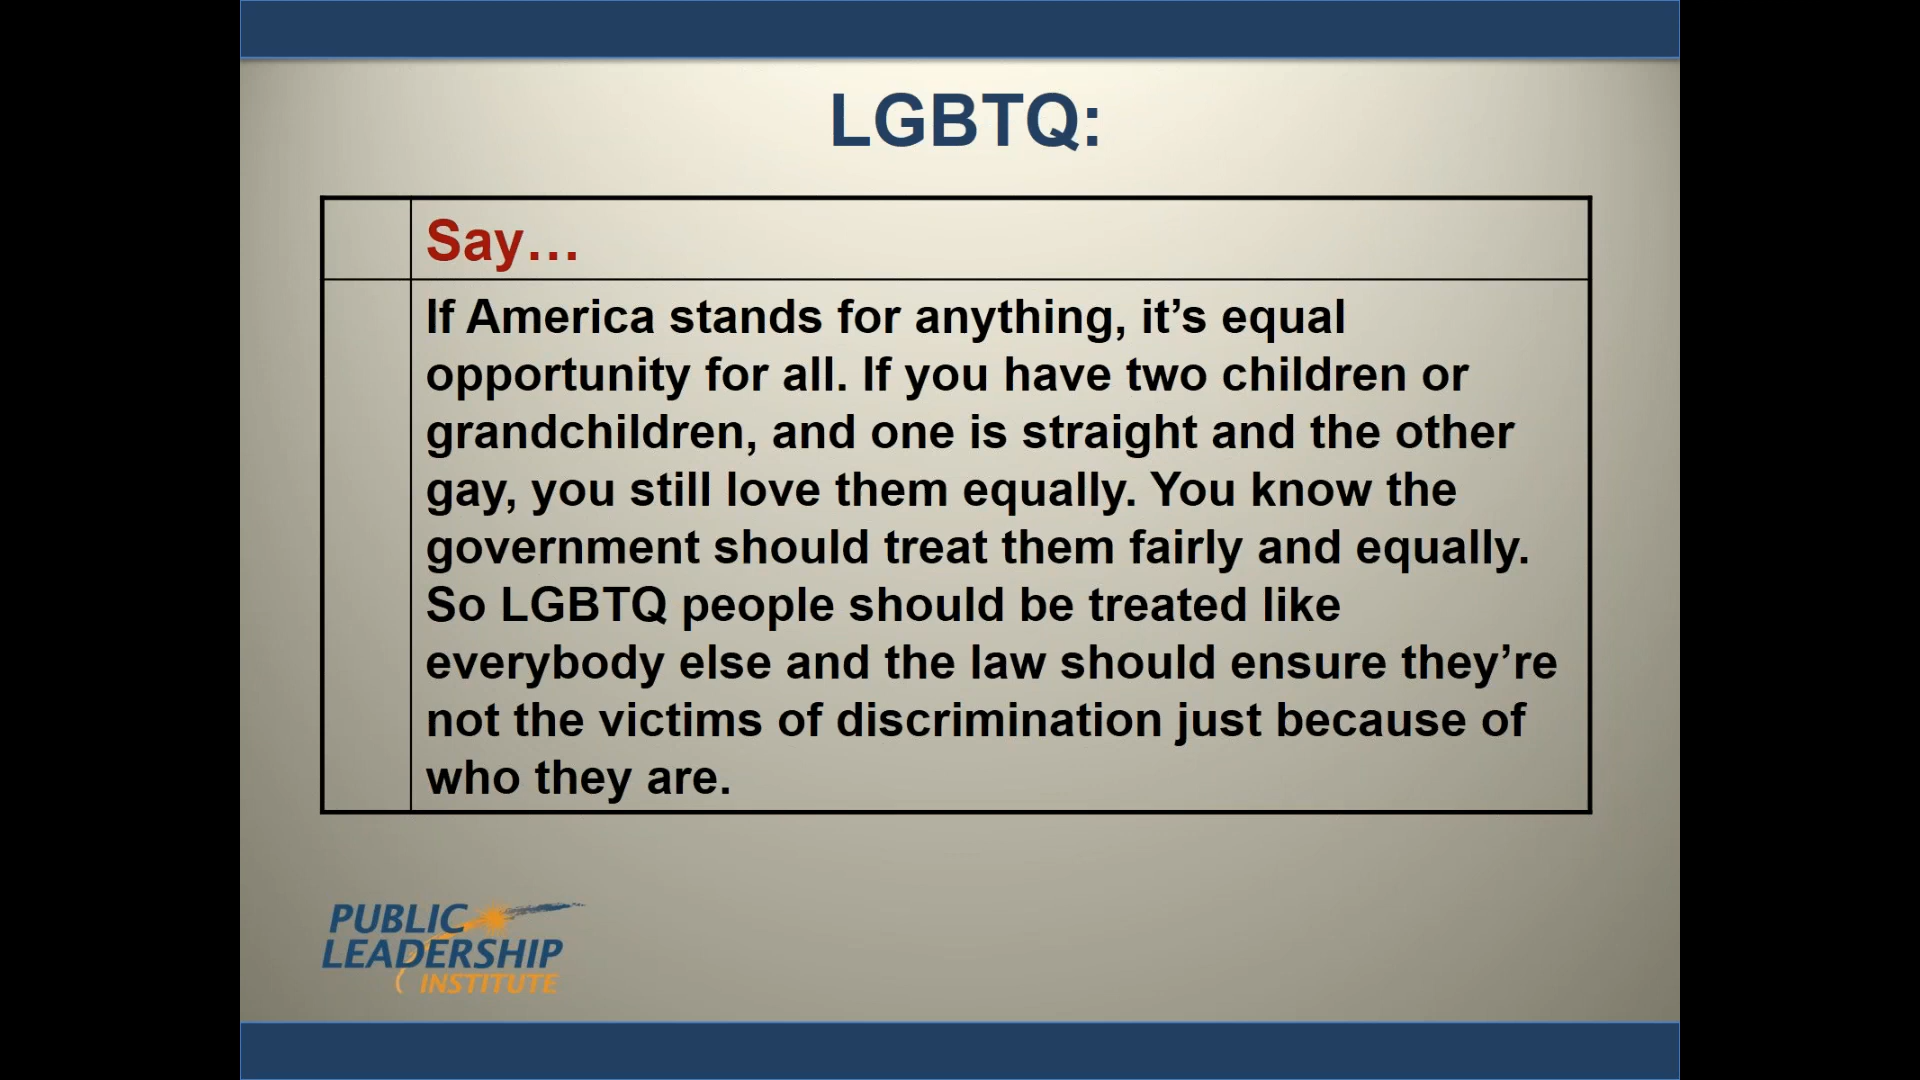 LGBTQ:
Say…
If America stands for anything, it’s equal
opportunity for all. If you have two children or
grandchildren, and one is straight and the other
gay, you still love them equally. You know the
government should treat them fairly and equally.
So LGBTQ people should be treated like
everybody else and the law should ensure they’re
not the victims of discrimination just because of
who they are.
PUBLIC
LEADERSHIP
INSTITUTE